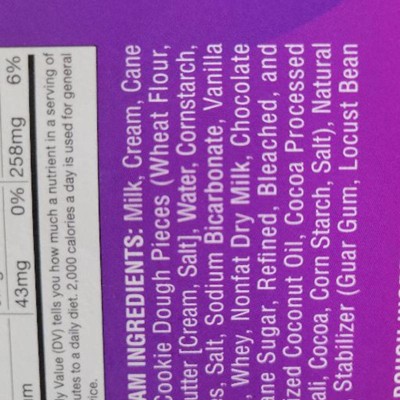 0% 258mg 6%
43mg
ly Value (DV) tells you how much a nutrient in a serving of
utes to a daily diet. 2,000 calories a day is used for general
vice.
AM INGREDIENTS: Milk, Cream, Cane
Cookie Dough Pieces (Wheat Flour,
utter [Cream, Salt], Water, Cornstarch,
es, Salt, Sodium Bicarbonate, Vanilla
, Whey, Nonfat Dry Milk, Chocolate
ane Sugar, Refined, Bleached, and
ized Coconut Oil, Cocoa Processed
ali, Cocoa, Corn Starch, Salt), Natural
Stabilizer (Guar Gum, Locust Bean